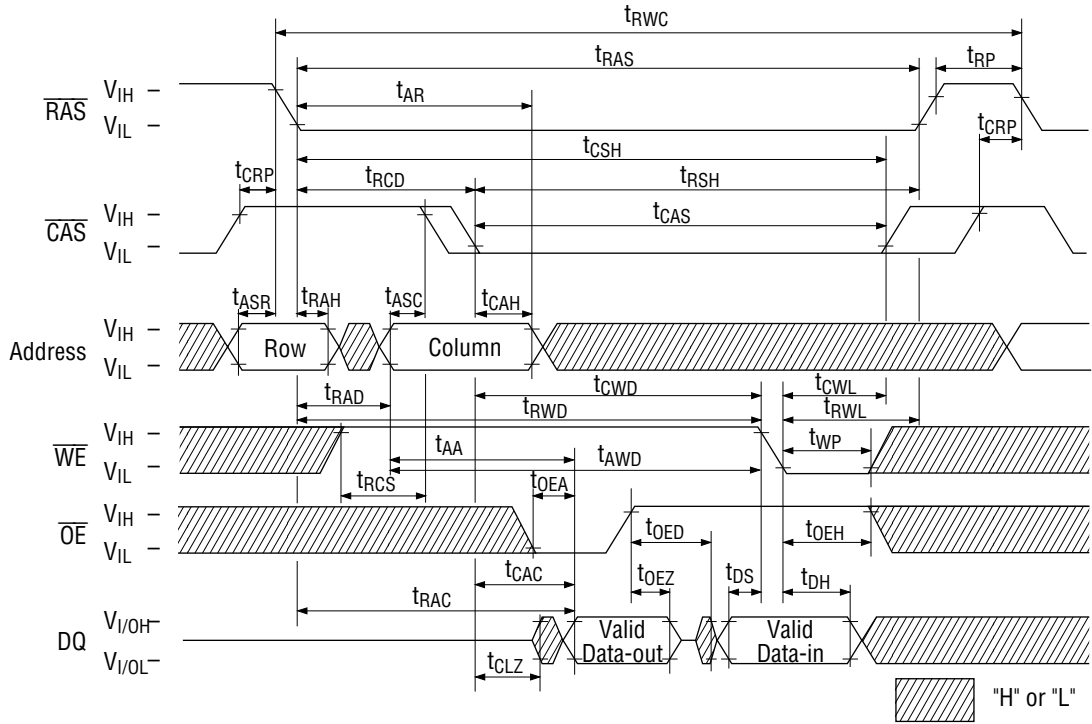 tRWC
tRAS
tRP
tAR
RAS
VIH
VIL
tCRP
tCSH
tCRP
tRCD
tRSH
CAS
VIH
VIL
tCAS
tASR
tRAH
tASC
tCAH
Address
VIH
VIL
Row
Column
tRAD
tCWD
tCWL
tRWD
tRWL
WE
VIH
VIL
tAA
tAWD
tWP
tRCS
tOEA
OE
VIH
VIL
tOED
tOEH
tCAC
tOEZ
tDS
tDH
tRAC
DQ
VI/OH
VI/OL
Valid
Data-out
Valid
Data-in
tCLZ
"H" or "L"